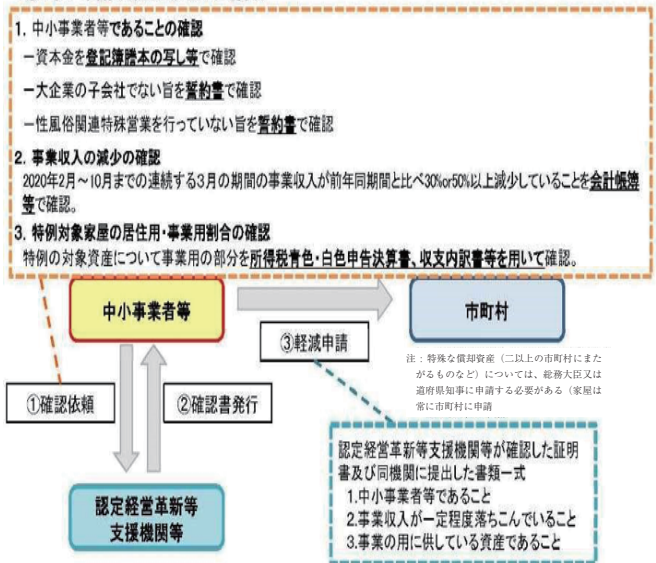 1. 中小事業者等であることの確認
－資本金を登記簿謄本の写し等で確認
－大企業の子会社でない旨を誓約書で確認
－性風俗関連特殊営業を行っていない旨を誓約書で確認
2. 事業収入の減少の確認
2020年2月～10月までの連続する3月の期間の事業収入が前年同期間と比べ30%or50%以上減少していることを会計帳簿
等で確認。
3. 特例対象家屋の居住用・事業用割合の確認
特例の対象資産について事業用の部分を所得税青色・白色申告決算書、収支内訳書等を用いて確認。
中小事業者等
市町村
③軽減申請
注：特殊な償却資産（二以上の市町村にまた
がるものなど）については、総務大臣又は
道府県知事に申請する必要がある（家屋は
常に市町村に申請
①確認依頼
②確認書発行
認定経営革新等
支援機関等
認定経営革新等支援機関等が確認した証明
書及び同機関に提出した書類一式
1.中小事業者等であること
2.事業収入が一定程度落ちこんでいること
3.事業の用に供している資産であること